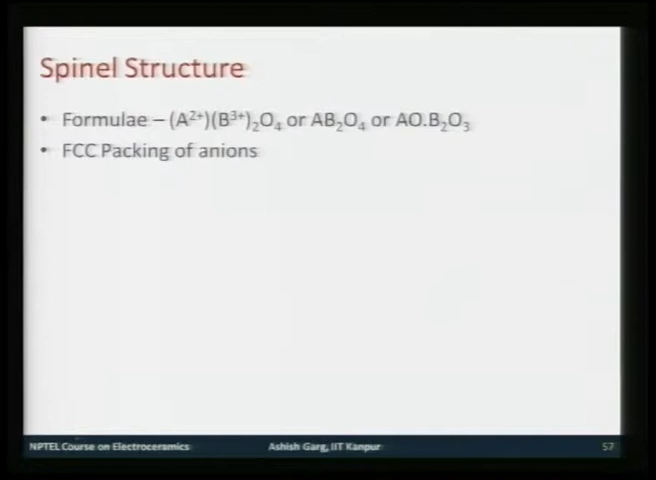 Spinel Structure
• Formulae – (A²⁺)(B³⁺)₂O₄ or AB₂O₄ or AO.B₂O₃
• FCC Packing of anions
NPTEL Course on Electroceramics Ashish Garg, IIT Kanpur 57